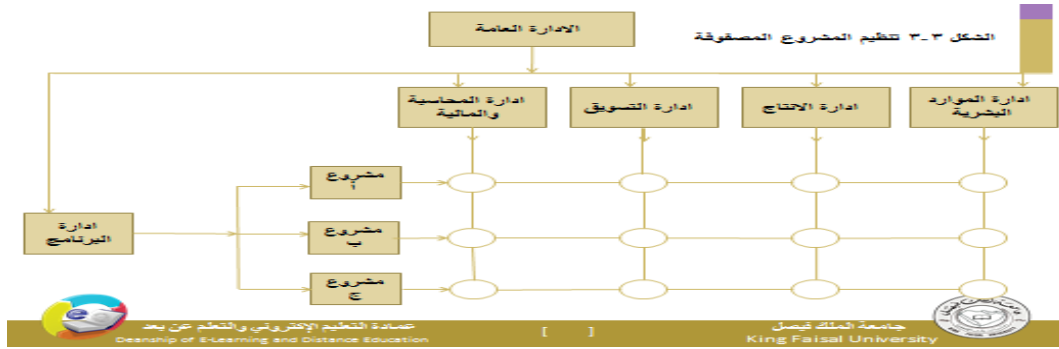 الشكل ٣-٣ تنظيم المشروع المصفوفة
الادارة العامة
ادارة الموارد
البشرية
ادارة الانتاج
ادارة التسويق
ادارة المحاسبة
والمالية
مشروع
أ
مشروع
ب
مشروع
ج
ادارة
البرنامج
جامعة الملك فيصل
King Faisal University
[ ]
عمادة التعليم الإلكتروني والتعلم عن بعد
Deanship of E-Learning and Distance Education